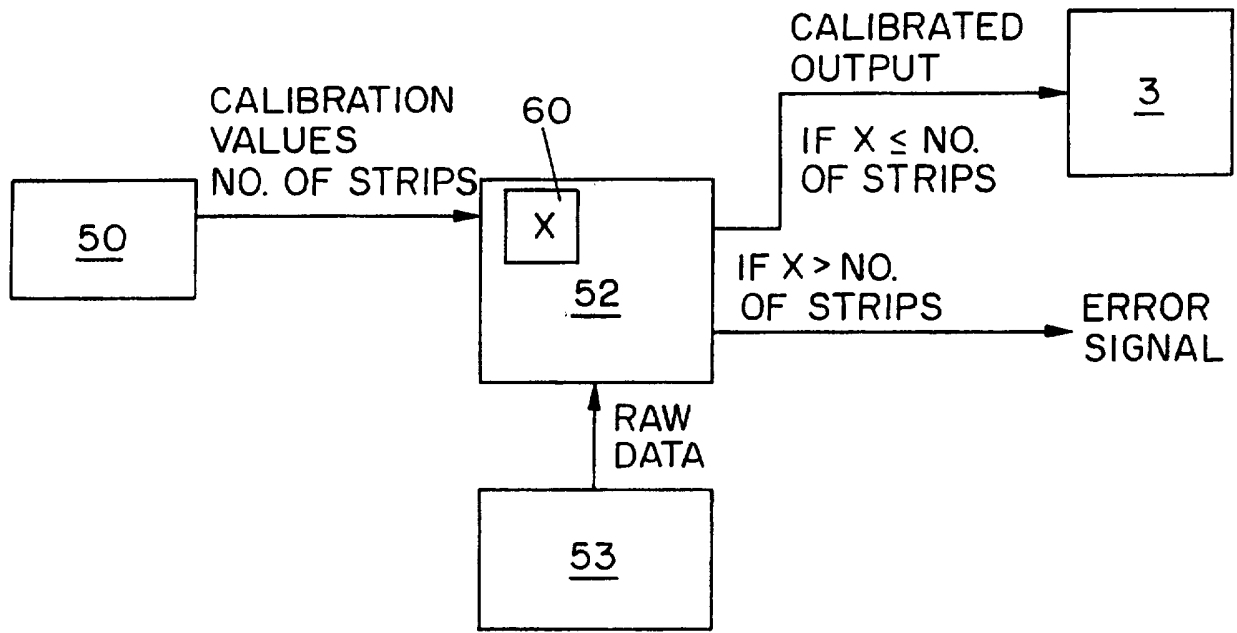 CALIBRATED
OUTPUT
3
CALIBRATION
VALUES
NO. OF STRIPS
60
IF X ≤ NO.
OF STRIPS
50
X
52
IF X > NO.
OF STRIPS
ERROR
SIGNAL
RAW
DATA
53